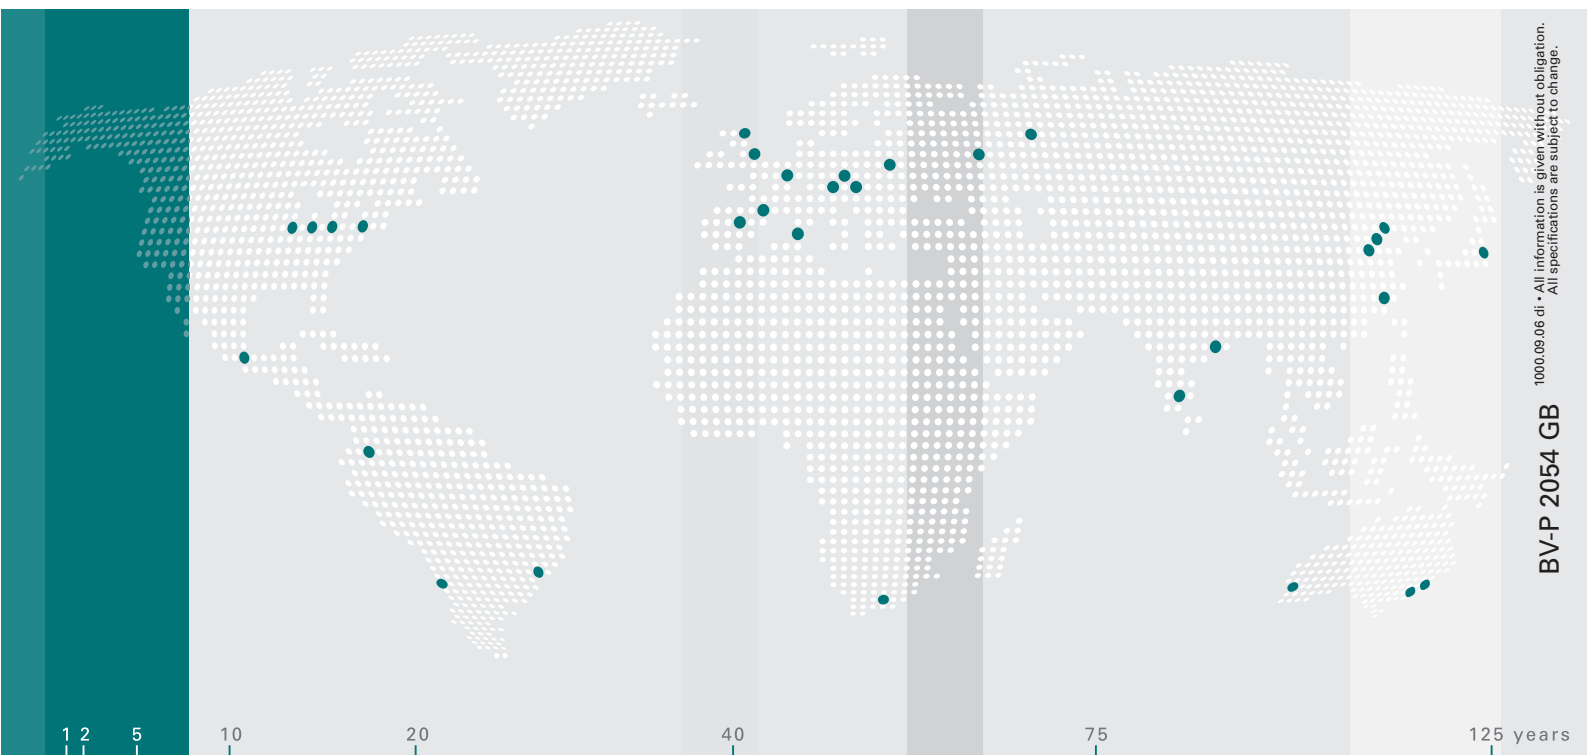 1000.09.06 di • All information is given without obligation.
All specifications are subject to change.
BV-P 2054 GB
1 2 5 10 20 40 75 125 years